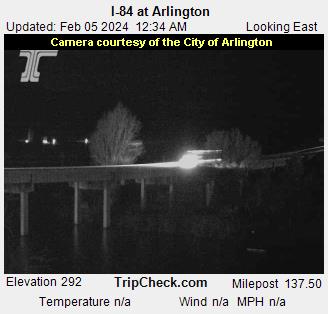 I-84 at Arlington
Updated: Feb 05 2024 12:34 AM Looking East
Camera courtesy of the City of Arlington
Elevation 292 TripCheck.com Milepost 137.50
Temperature n/a Wind n/a MPH n/a